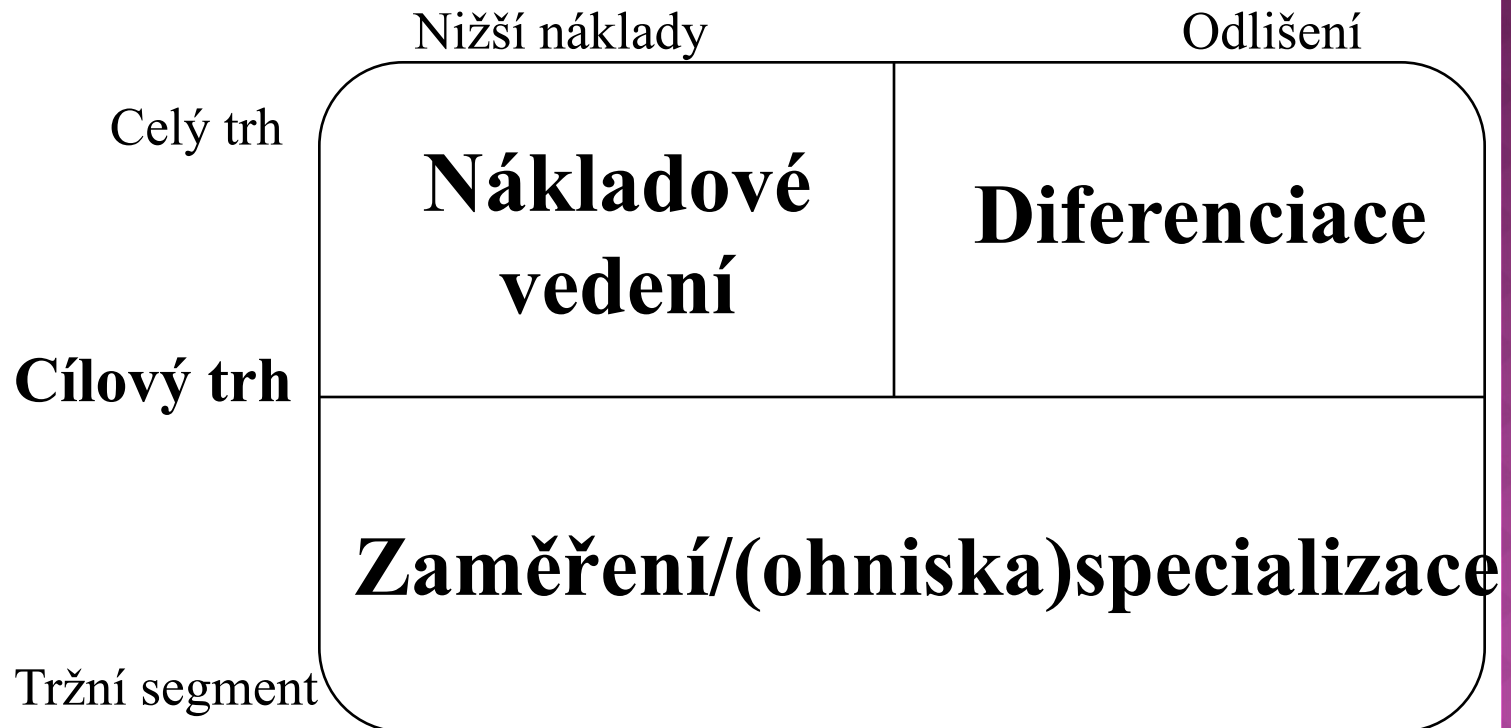 Nižší náklady Odlišení
Celý trh
Nákladové
vedení
Diferenciace
Cílový trh
Zaměření/(ohniska)specializace
Tržní segment